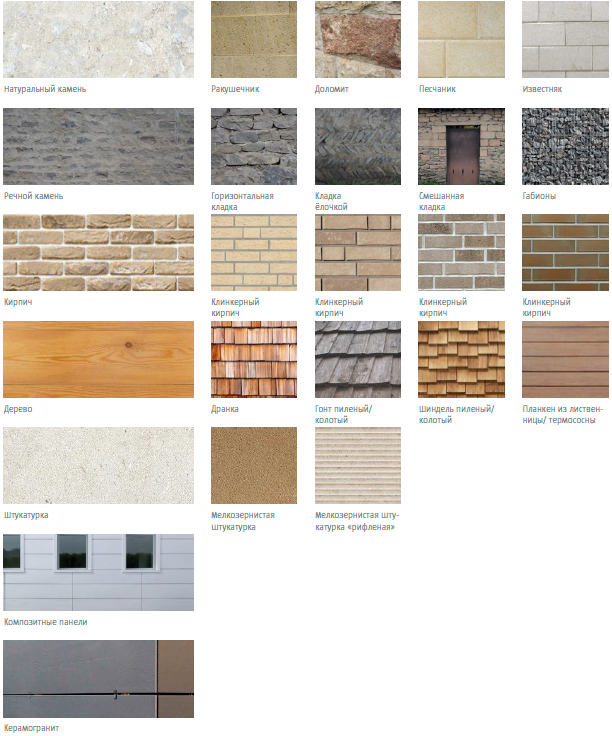 Натуральный камень
Ракушечник
Доломит
Песчаник
Известняк
Речной камень
Горизонтальная
кладка
Кладка
ёлочкой
Смешанная
кладка
Габионы
Кирпич
Клинкерный
кирпич
Клинкерный
кирпич
Клинкерный
кирпич
Клинкерный
кирпич
Дерево
Дранка
Гонт пиленый/
колотый
Шиндель пиленый/
колотый
Планкен из листвен-
ницы/ термососны
Штукатурка
Мелкозернистая
штукатурка
Мелкозернистая шту-
катурка «рифленая»
Композитные панели
Керамогранит